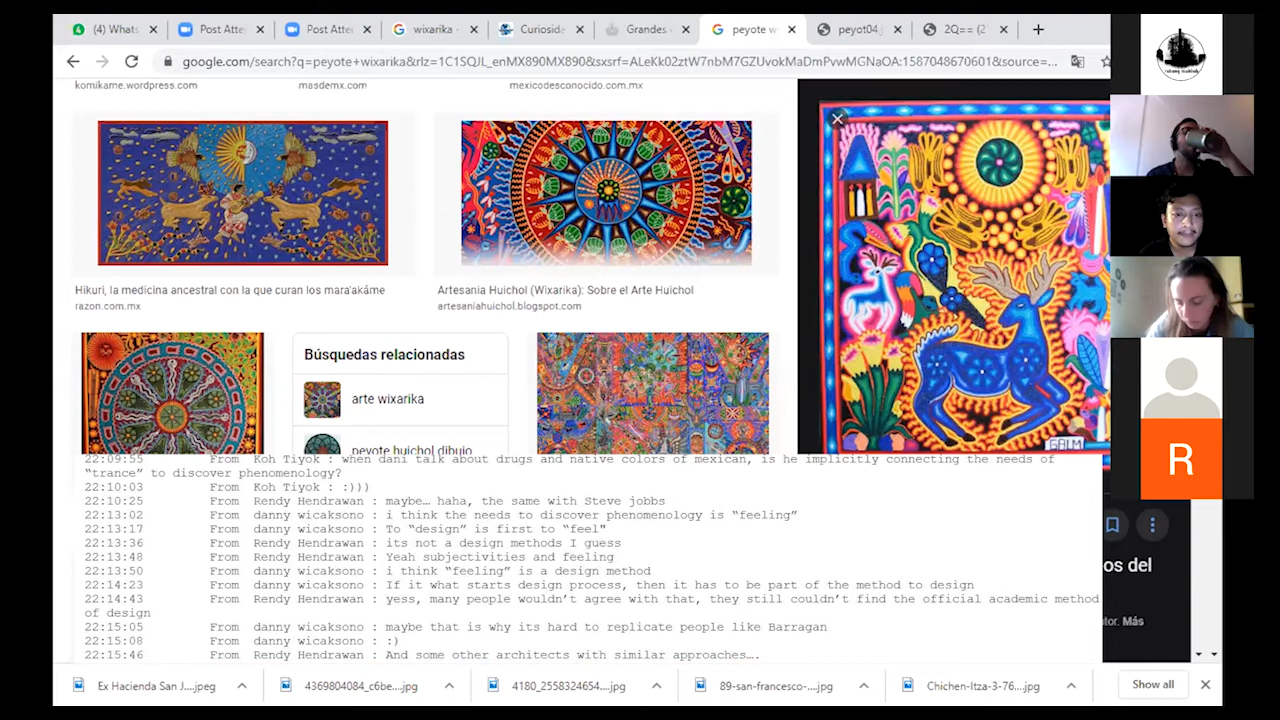 (4) Whats
Post Atte
Post Atte
wixarika -
Curioside
Grandes
peyote w
peyot04.j
2Q== (2
google.com/search?q=peyote+wixarika&rlz=1C1SQJL_enMX890MX890&sxsrf=ALeKk02ztW7nbM7GZUvokMaDmPvwMGNaOA:1587048670601&source=...
komikame.wordpress.com
masdemx.com
mexicodesconocido.com.mx
Hikuri, la medicina ancestral con la que curan los mara'akáme
razon.com.mx
Artesania Huichol (Wixarika): Sobre el Arte Huichol
artesaniahuichol.blogspot.com
Búsquedas relacionadas
arte wixarika
peyote huichol dibujo
os del
tor. Más
R
22:09:55 From Koh Tiyok : when dani talk about drugs and native colors of mexican, is he implicitly connecting the needs of
“trance” to discover phenomenology?
22:10:03 From Koh Tiyok : :)))
22:10:25 From Rendy Hendrawan : maybe… haha, the same with Steve jobbs
22:13:02 From danny wicaksono : i think the needs to discover phenomenology is “feeling”
22:13:17 From danny wicaksono : To “design” is first to “feel"
22:13:36 From Rendy Hendrawan : its not a design methods I guess
22:13:48 From Rendy Hendrawan : Yeah subjectivities and feeling
22:13:50 From danny wicaksono : i think “feeling” is a design method
22:14:23 From danny wicaksono : If it what starts design process, then it has to be part of the method to design
22:14:43 From Rendy Hendrawan : yess, many people wouldn’t agree with that, they still couldn’t find the official academic method
of design
22:15:05 From danny wicaksono : maybe that is why its hard to replicate people like Barragan
22:15:08 From danny wicaksono : :)
22:15:46 From Rendy Hendrawan : And some other architects with similar approaches….
Ex Hacienda San J....jpeg
4369804084_c6be....jpg
4180_2558324654....jpg
89-san-francesco-....jpg
Chichen-Itza-3-76....jpg
Show all